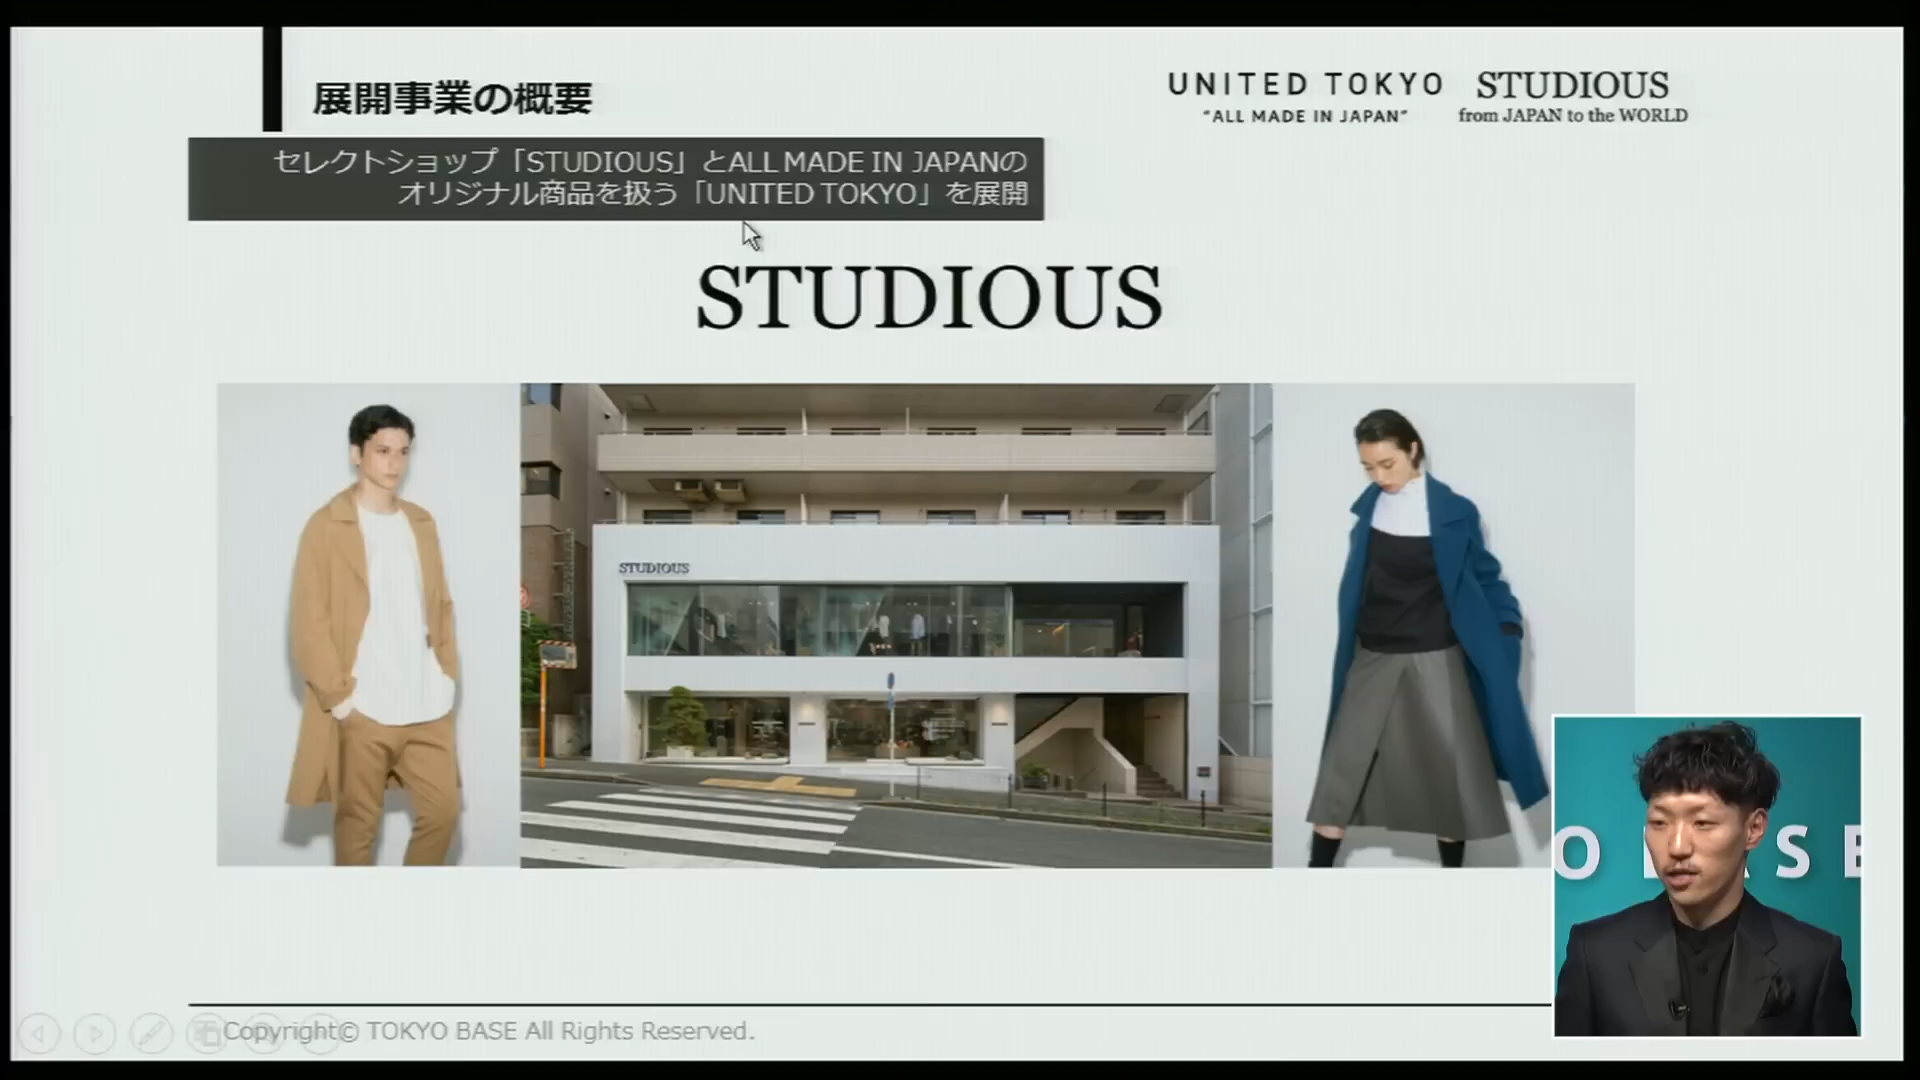 展開事業の概要
UNITED TOKYO
"ALL MADE IN JAPAN"
STUDIOUS
from JAPAN to the WORLD
セレクトショップ「STUDIOUS」とALL MADE IN JAPANの
オリジナル商品を扱う「UNITED TOKYO」を展開
STUDIOUS
STUDIOUS
O BASE
Copyright© TOKYO BASE All Rights Reserved.